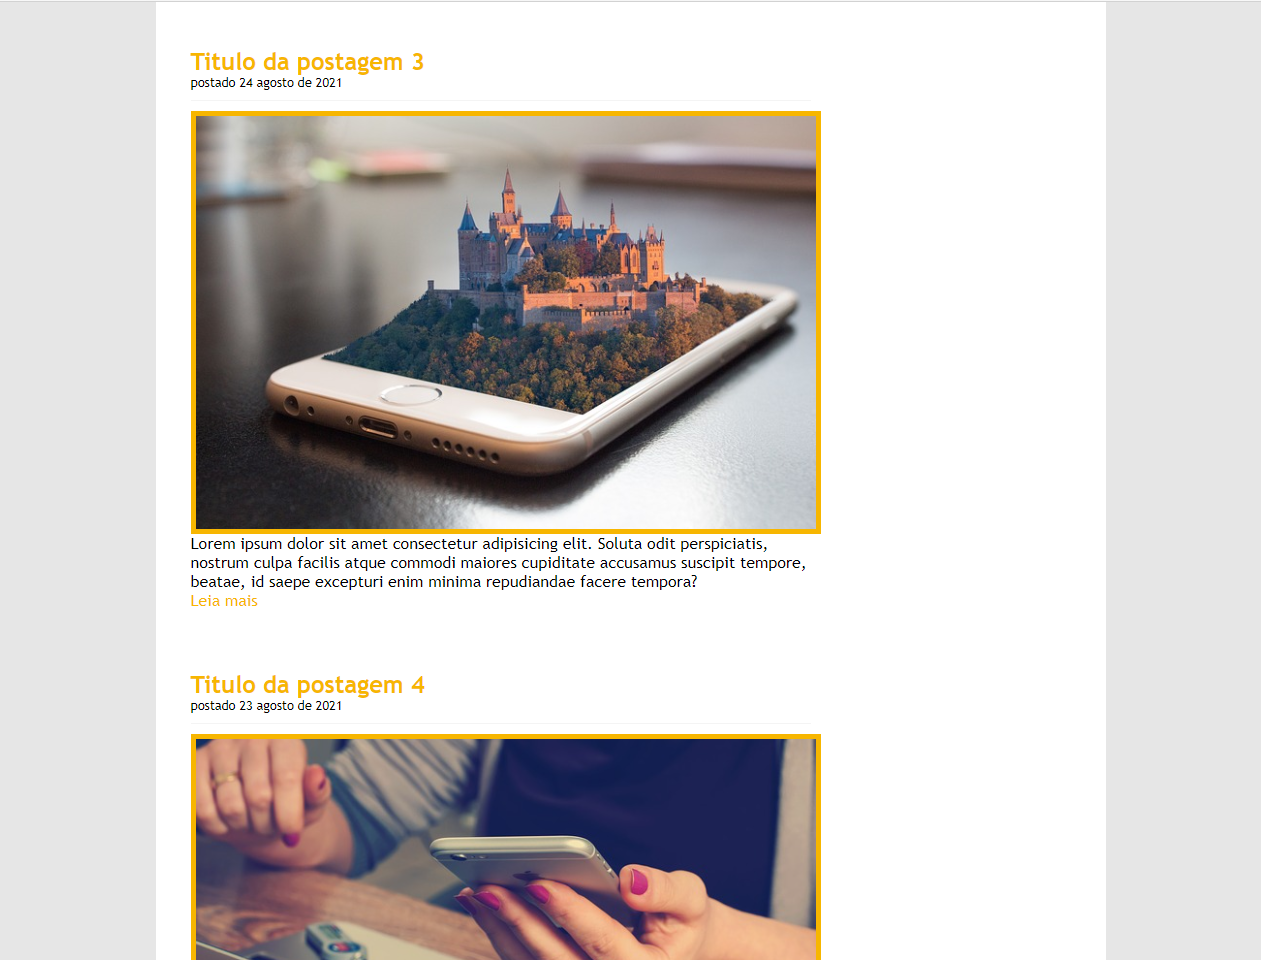 Titulo da postagem 3
postado 24 agosto de 2021
Lorem ipsum dolor sit amet consectetur adipisicing elit. Soluta odit perspiciatis,
nostrum culpa facilis atque commodi maiores cupiditate accusamus suscipit tempore,
beatae, id saepe excepturi enim minima repudiandae facere tempora?
Leia mais
Titulo da postagem 4
postado 23 agosto de 2021